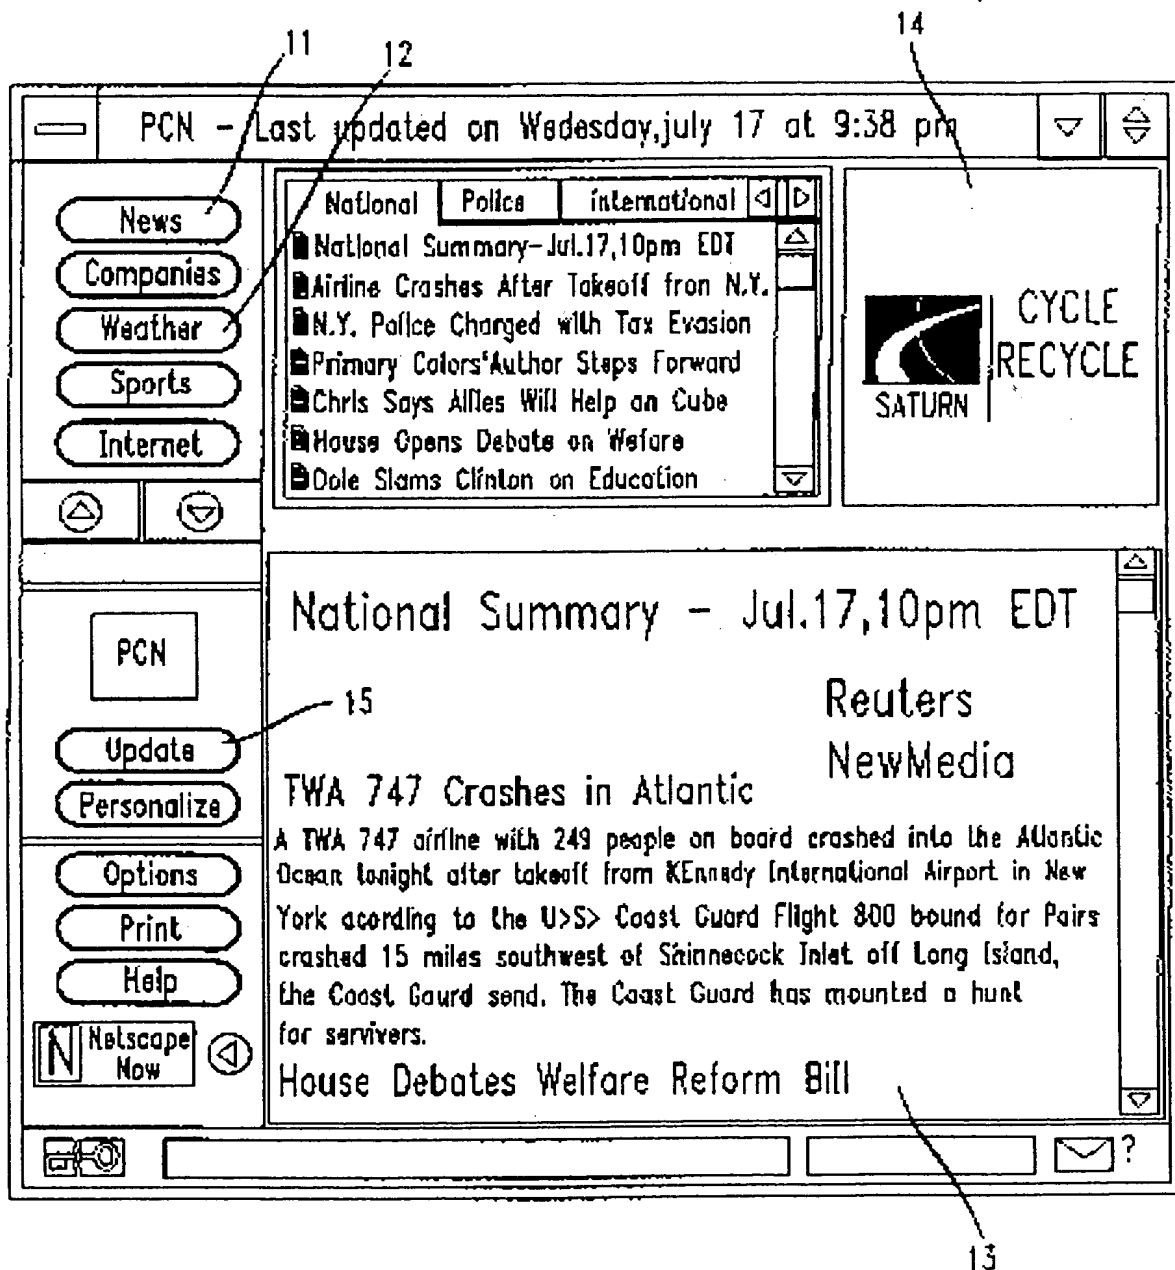 14
11
12
PCN - Last updated on Wedesday,july 17 at 9:38 pm
News
Companies
Weather
Sports
Internet
National Police international
National Summary-Jul.17,10pm EDT
Airline Crashes After Takeoff fron N.Y.
N.Y. Police Charged with Tax Evasion
Primary Colors'Author Steps Forward
Chris Says Allies Will Help on Cube
House Opens Debate on Wefare
Dole Slams Clinton on Education
CYCLE
RECYCLE
SATURN
PCN
15
Update
Personalize
Options
Print
Help
N Netscape
Now
National Summary - Jul.17,10pm EDT
Reuters
NewMedia
TWA 747 Crashes in Atlantic
A TWA 747 airline with 249 people on board crashed into the Atlantic
Ocean tonight after takeoff from KEnnedy International Airport in New
York acording to the U>S> Coast Guard Flight 800 bound for Pairs
crashed 15 miles southwest of Shinnecock Inlet off Long Island,
the Coost Gaurd send. The Coast Guard has mounted a hunt
for servivers.
House Debates Welfare Reform Bill
?
13